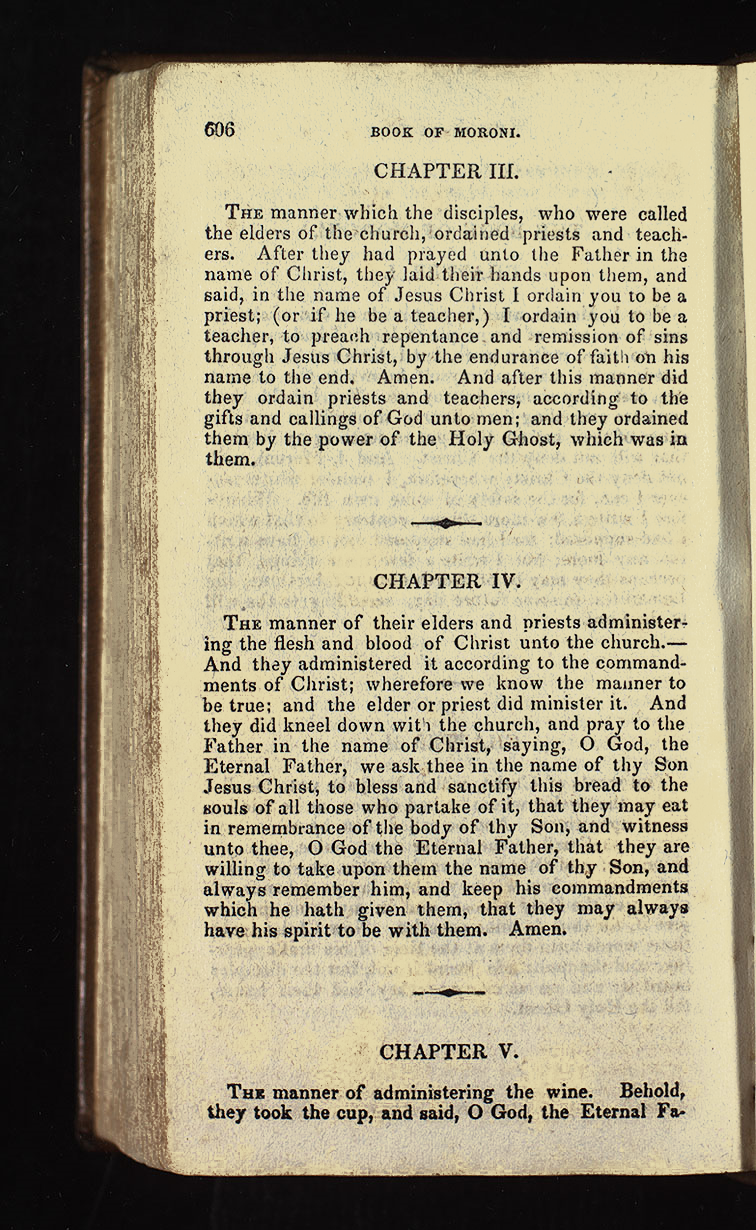 606 BOOK OF MORONI.
CHAPTER III.
THE manner which the disciples, who were called
the elders of the church, ordained priests and teach-
ers. After they had prayed unto the Father in the
name of Christ, they laid their hands upon them, and
said, in the name of Jesus Christ I ordain you to be a
priest; (or if he be a teacher,) I ordain you to be a
teacher, to preach repentance and remission of sins
through Jesus Christ, by the endurance of faith on his
name to the end. Amen. And after this manner did
they ordain priests and teachers, according to the
gifts and callings of God unto men; and they ordained
them by the power of the Holy Ghost, which was in
them.
CHAPTER IV.
THE manner of their elders and priests administer-
ing the flesh and blood of Christ unto the church.—
And they administered it according to the command-
ments of Christ; wherefore we know the manner to
be true; and the elder or priest did minister it. And
they did kneel down with the church, and pray to the
Father in the name of Christ, saying, O God, the
Eternal Father, we ask thee in the name of thy Son
Jesus Christ, to bless and sanctify this bread to the
souls of all those who partake of it, that they may eat
in remembrance of the body of thy Son, and witness
unto thee, O God the Eternal Father, that they are
willing to take upon them the name of thy Son, and
always remember him, and keep his commandments
which he hath given them, that they may always
have his spirit to be with them. Amen.
CHAPTER V.
THE manner of administering the wine. Behold,
they took the cup, and said, O God, the Eternal Fa-